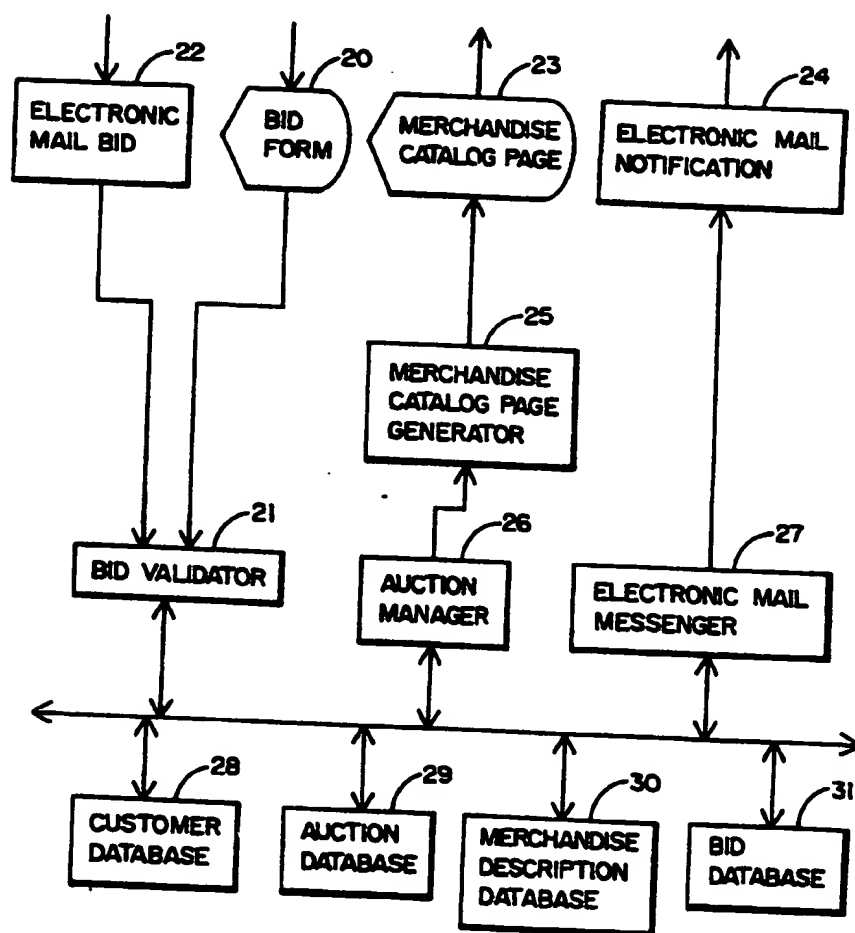 22
ELECTRONIC
MAIL BID
20
BID
FORM
23
MERCHANDISE
CATALOG PAGE
24
ELECTRONIC MAIL
NOTIFICATION
25
MERCHANDISE
CATALOG PAGE
GENERATOR
21
BID VALIDATOR
26
AUCTION
MANAGER
27
ELECTRONIC MAIL
MESSENGER
28
CUSTOMER
DATABASE
29
AUCTION
DATABASE
30
MERCHANDISE
DESCRIPTION
DATABASE
31
BID
DATABASE